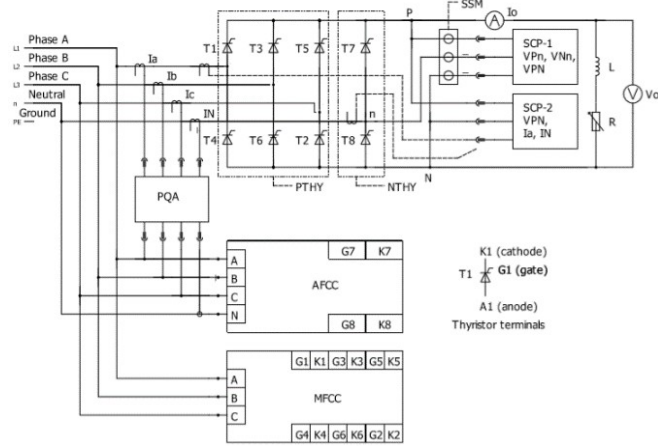 SSM
P
Io
Phase A
L1
Ia
T1
T3
T5
T7
SCP-1
VPn, VNn,
VPN
L
Phase B
L2
Ib
Phase C
L3
Ic
Vo
Neutral
n
IN
n
SCP-2
VPN,
Ia, IN
R
Ground
PE
T4
T6
T2
T8
N
PTHY
NTHY
PQA
G7 K7
K1 (cathode)
A
B
C
N
AFCC
T1
G1 (gate)
A1 (anode)
Thyristor terminals
G8 K8
G1 K1 G3 K3 G5 K5
A
B
C
MFCC
G4 K4 G6 K6 G2 K2
A
V